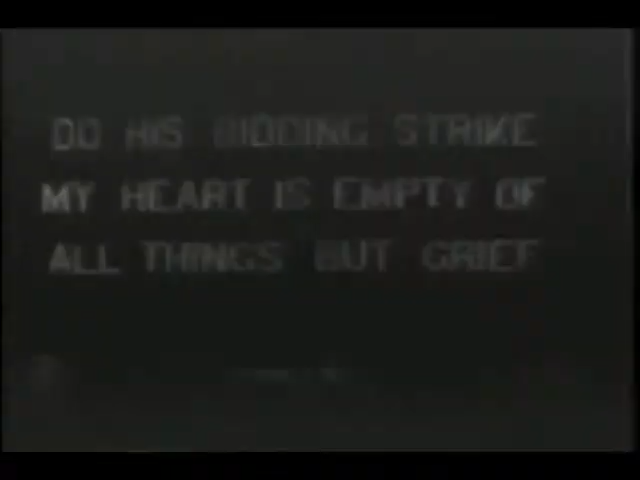 DO HIS BIDDING STRIKE
MY HEART IS EMPTY OF
ALL THINGS BUT GRIEF